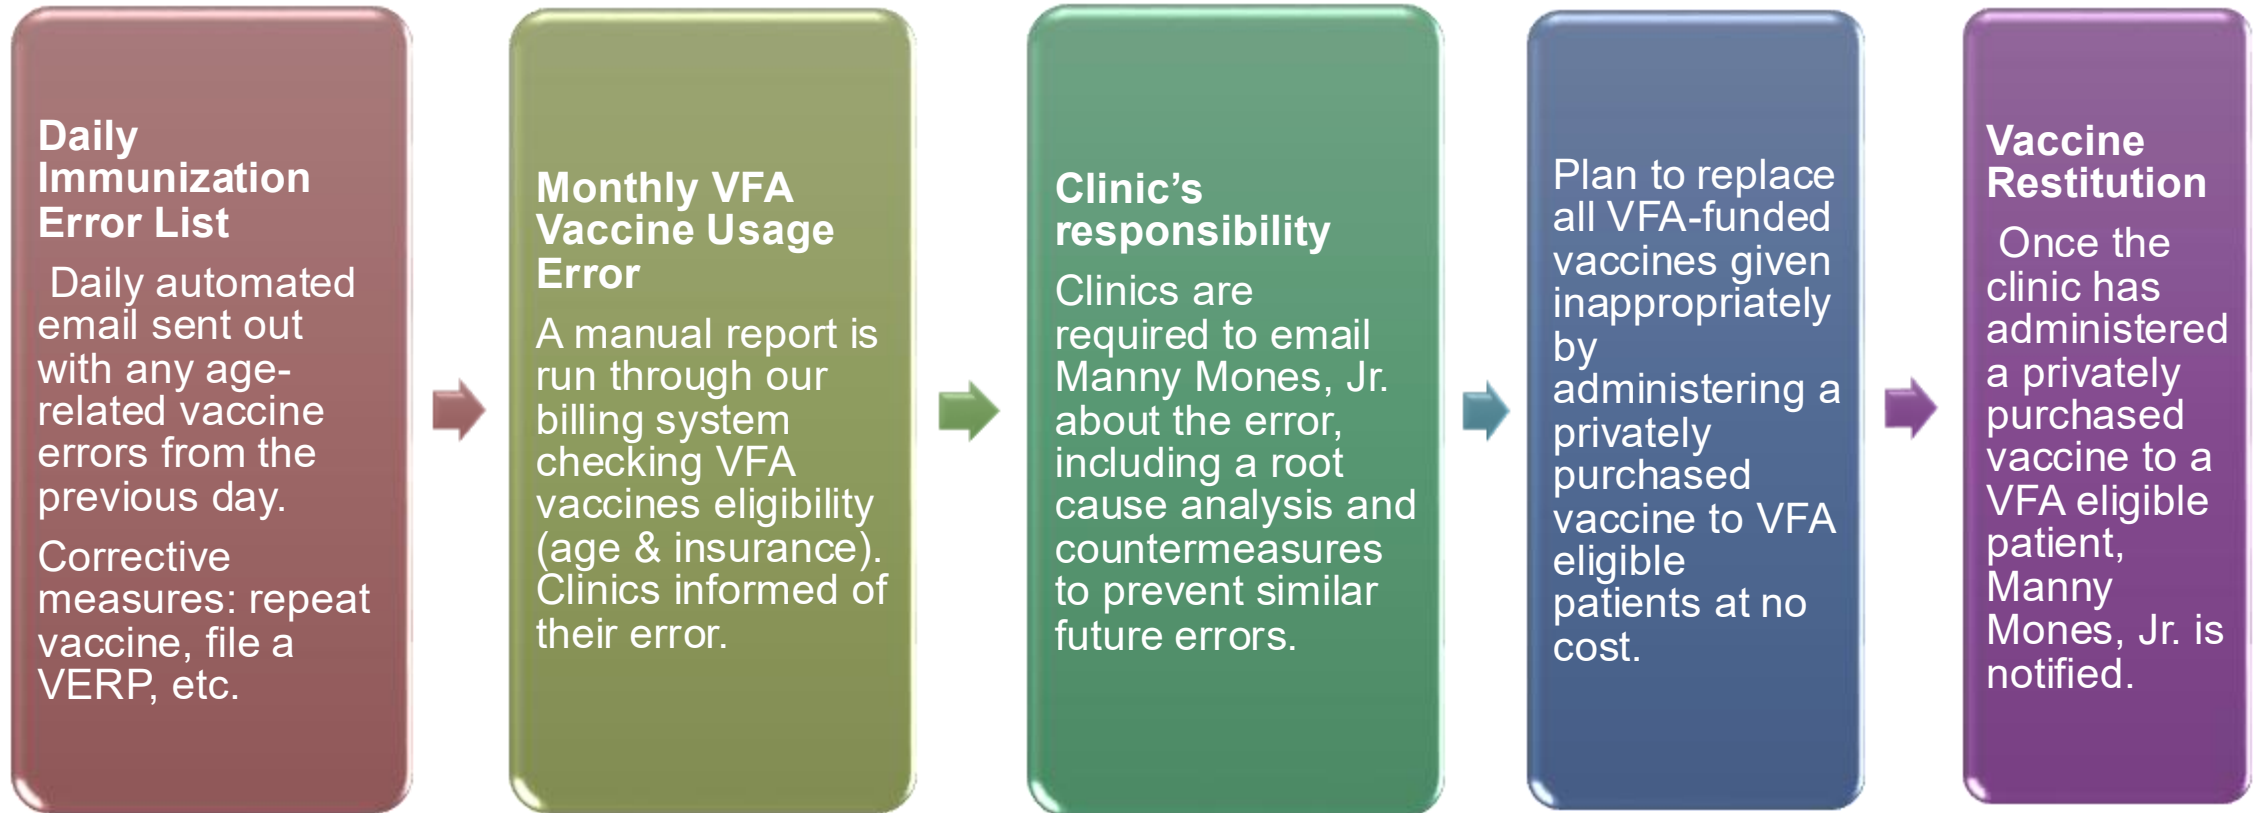 Daily
Immunization
Error List
Daily automated
email sent out
with any age-
related vaccine
errors from the
previous day.
Corrective
measures: repeat
vaccine, file a
VERP, etc.
Monthly VFA
Vaccine Usage
Error
A manual report is
run through our
billing system
checking VFA
vaccines eligibility
(age & insurance).
Clinics informed of
their error.
Clinic’s
responsibility
Clinics are
required to email
Manny Mones, Jr.
about the error,
including a root
cause analysis and
countermeasures
to prevent similar
future errors.
Plan to replace
all VFA-funded
vaccines given
inappropriately
by
administering a
privately
purchased
vaccine to VFA
eligible
patients at no
cost.
Vaccine
Restitution
Once the
clinic has
administered
a privately
purchased
vaccine to a
VFA eligible
patient,
Manny
Mones, Jr. is
notified.